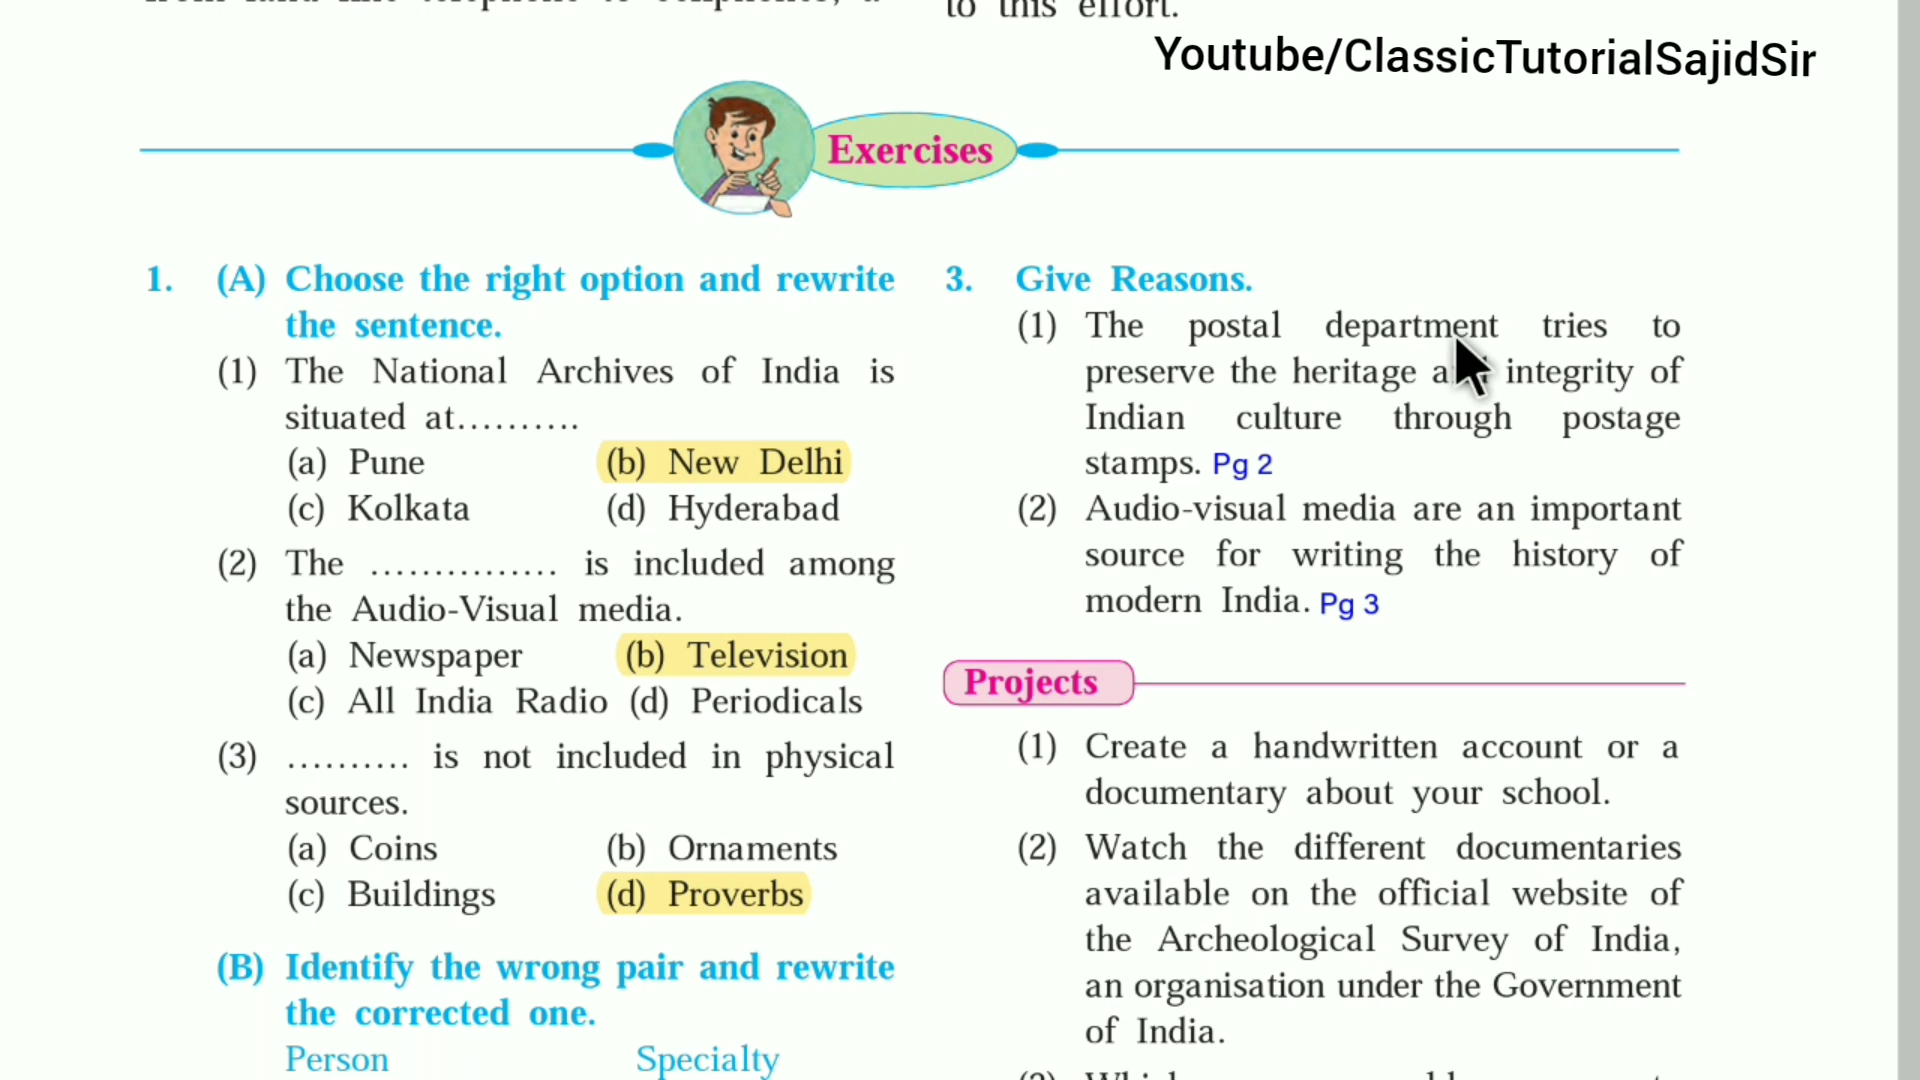 to this effort.
Youtube/ClassicTutorialSajidSir
Exercises
1. (A) Choose the right option and rewrite
the sentence.
(1) The National Archives of India is
situated at..........
(a) Pune (b) New Delhi
(c) Kolkata (d) Hyderabad
(2) The ............... is included among
the Audio-Visual media.
(a) Newspaper (b) Television
(c) All India Radio (d) Periodicals
(3) .......... is not included in physical
sources.
(a) Coins (b) Ornaments
(c) Buildings (d) Proverbs
(B) Identify the wrong pair and rewrite
the corrected one.
Person Specialty
3. Give Reasons.
(1) The postal department tries to
preserve the heritage and integrity of
Indian culture through postage
stamps. Pg 2
(2) Audio-visual media are an important
source for writing the history of
modern India. Pg 3
Projects
(1) Create a handwritten account or a
documentary about your school.
(2) Watch the different documentaries
available on the official website of
the Archeological Survey of India,
an organisation under the Government
of India.